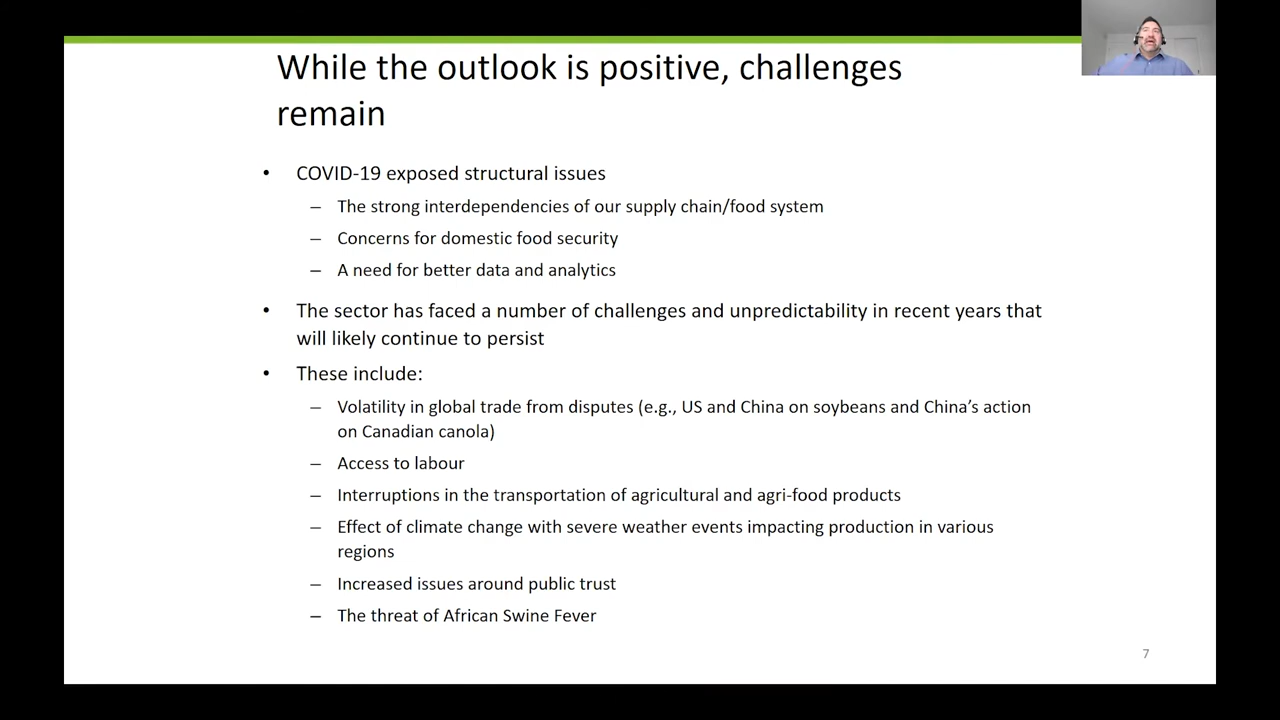 While the outlook is positive, challenges
remain
• COVID-19 exposed structural issues
– The strong interdependencies of our supply chain/food system
– Concerns for domestic food security
– A need for better data and analytics
• The sector has faced a number of challenges and unpredictability in recent years that
will likely continue to persist
• These include:
– Volatility in global trade from disputes (e.g., US and China on soybeans and China’s action
on Canadian canola)
– Access to labour
– Interruptions in the transportation of agricultural and agri-food products
– Effect of climate change with severe weather events impacting production in various
regions
– Increased issues around public trust
– The threat of African Swine Fever
7